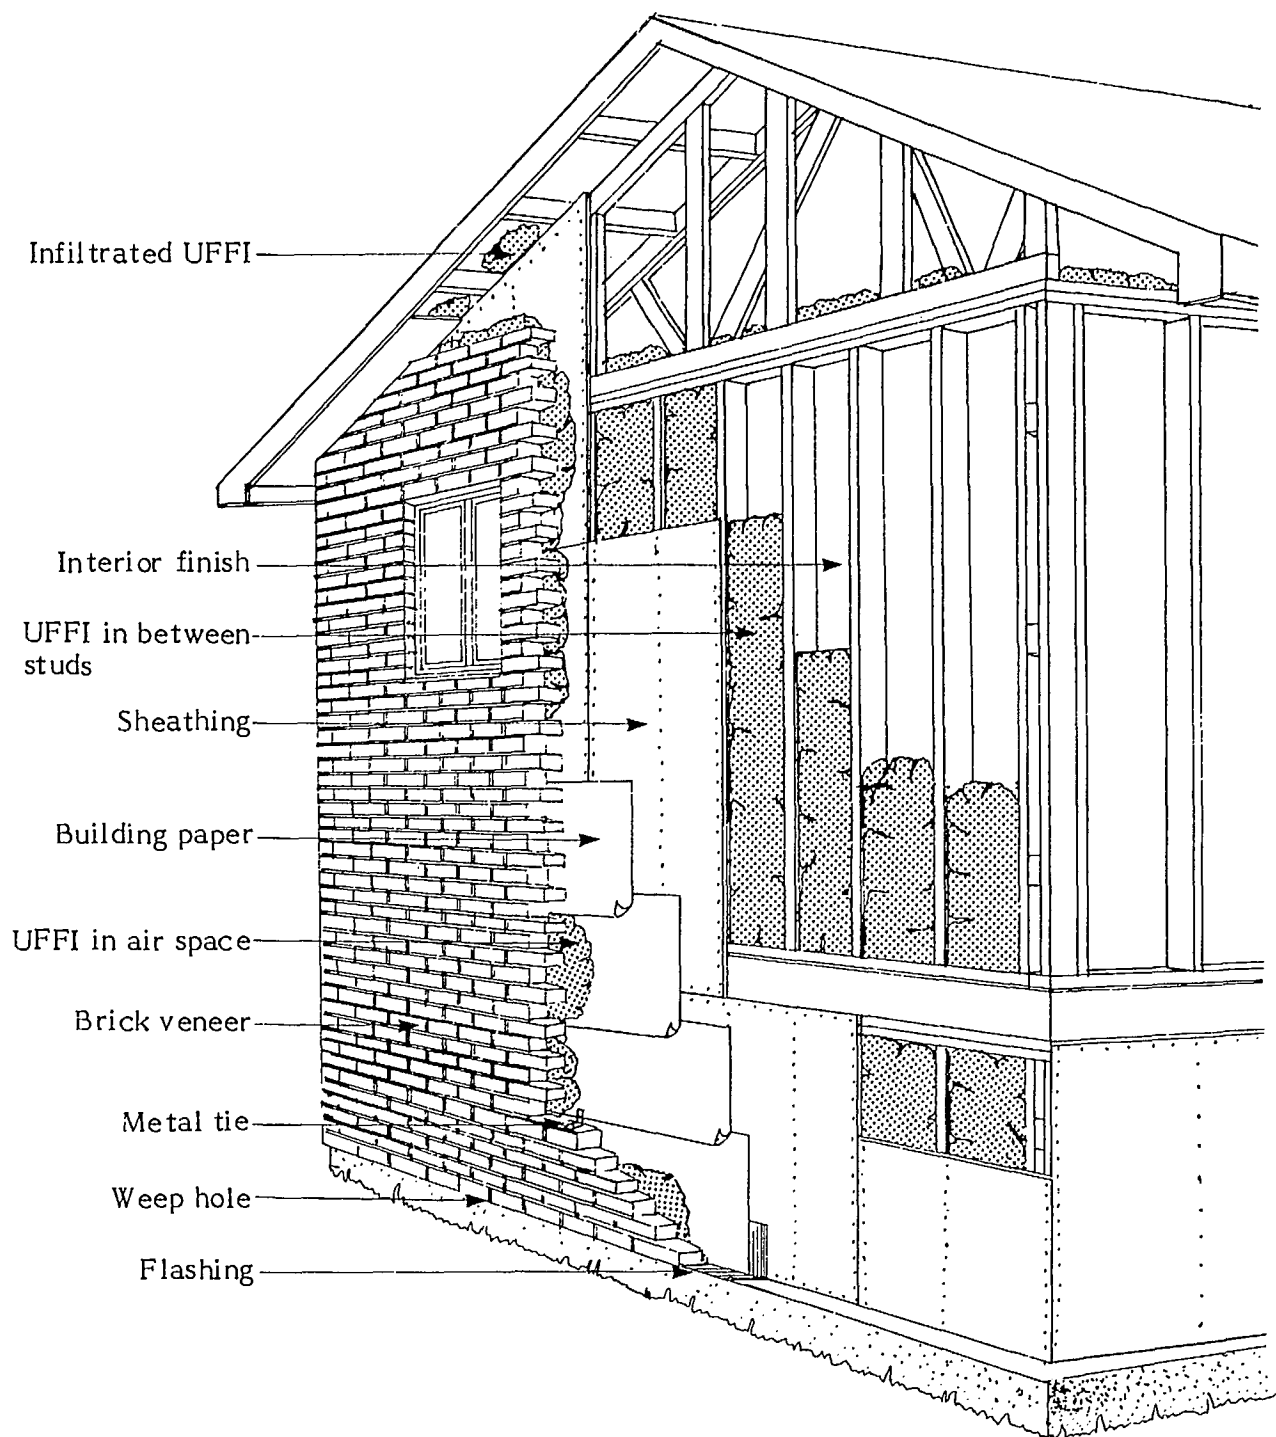 Infiltrated UFFI
Interior finish
UFFI in between
studs
Sheathing
Building paper
UFFI in air space
Brick veneer
Metal tie
Weep hole
Flashing